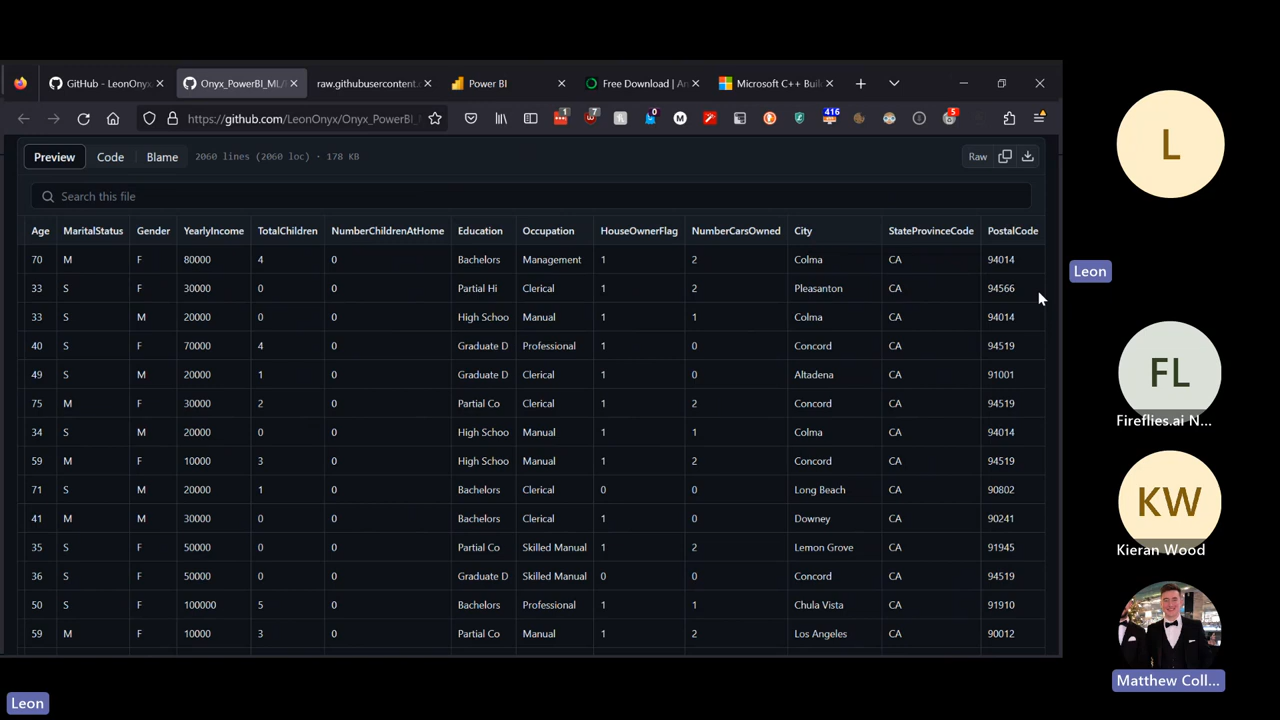 GitHub - LeonOnyx/
Onyx_PowerBI_ML/
raw.githubusercontent.
Power BI
Free Download | An
Microsoft C++ Buil
https://github.com/LeonOnyx/Onyx_PowerBI_
1
7
0
416
5
Preview
Code
Blame
2060 lines (2060 loc) · 178 KB
Raw
Search this file
Age MaritalStatus Gender YearlyIncome TotalChildren NumberChildrenAtHome Education Occupation HouseOwnerFlag NumberCarsOwned City StateProvinceCode PostalCode
70 M F 80000 4 0 Bachelors Management 1 2 Colma CA 94014
33 S F 30000 0 0 Partial Hi Clerical 1 2 Pleasanton CA 94566
33 S M 20000 0 0 High Schoo Manual 1 1 Colma CA 94014
40 S F 70000 4 0 Graduate D Professional 1 0 Concord CA 94519
49 S M 20000 1 0 Graduate D Clerical 1 0 Altadena CA 91001
75 M F 30000 2 0 Partial Co Clerical 1 2 Concord CA 94519
34 S M 20000 0 0 High Schoo Manual 1 1 Colma CA 94014
59 M F 10000 3 0 High Schoo Manual 1 2 Concord CA 94519
71 S M 20000 1 0 Bachelors Clerical 0 0 Long Beach CA 90802
41 M M 30000 0 0 Bachelors Clerical 1 0 Downey CA 90241
35 S F 50000 0 0 Partial Co Skilled Manual 1 2 Lemon Grove CA 91945
36 S F 50000 0 0 Graduate D Skilled Manual 0 0 Concord CA 94519
50 S F 100000 5 0 Bachelors Professional 1 1 Chula Vista CA 91910
59 M F 10000 3 0 Partial Co Manual 1 2 Los Angeles CA 90012
L
Leon
FL
Fireflies.ai N...
KW
Kieran Wood
Matthew Coll...
Leon